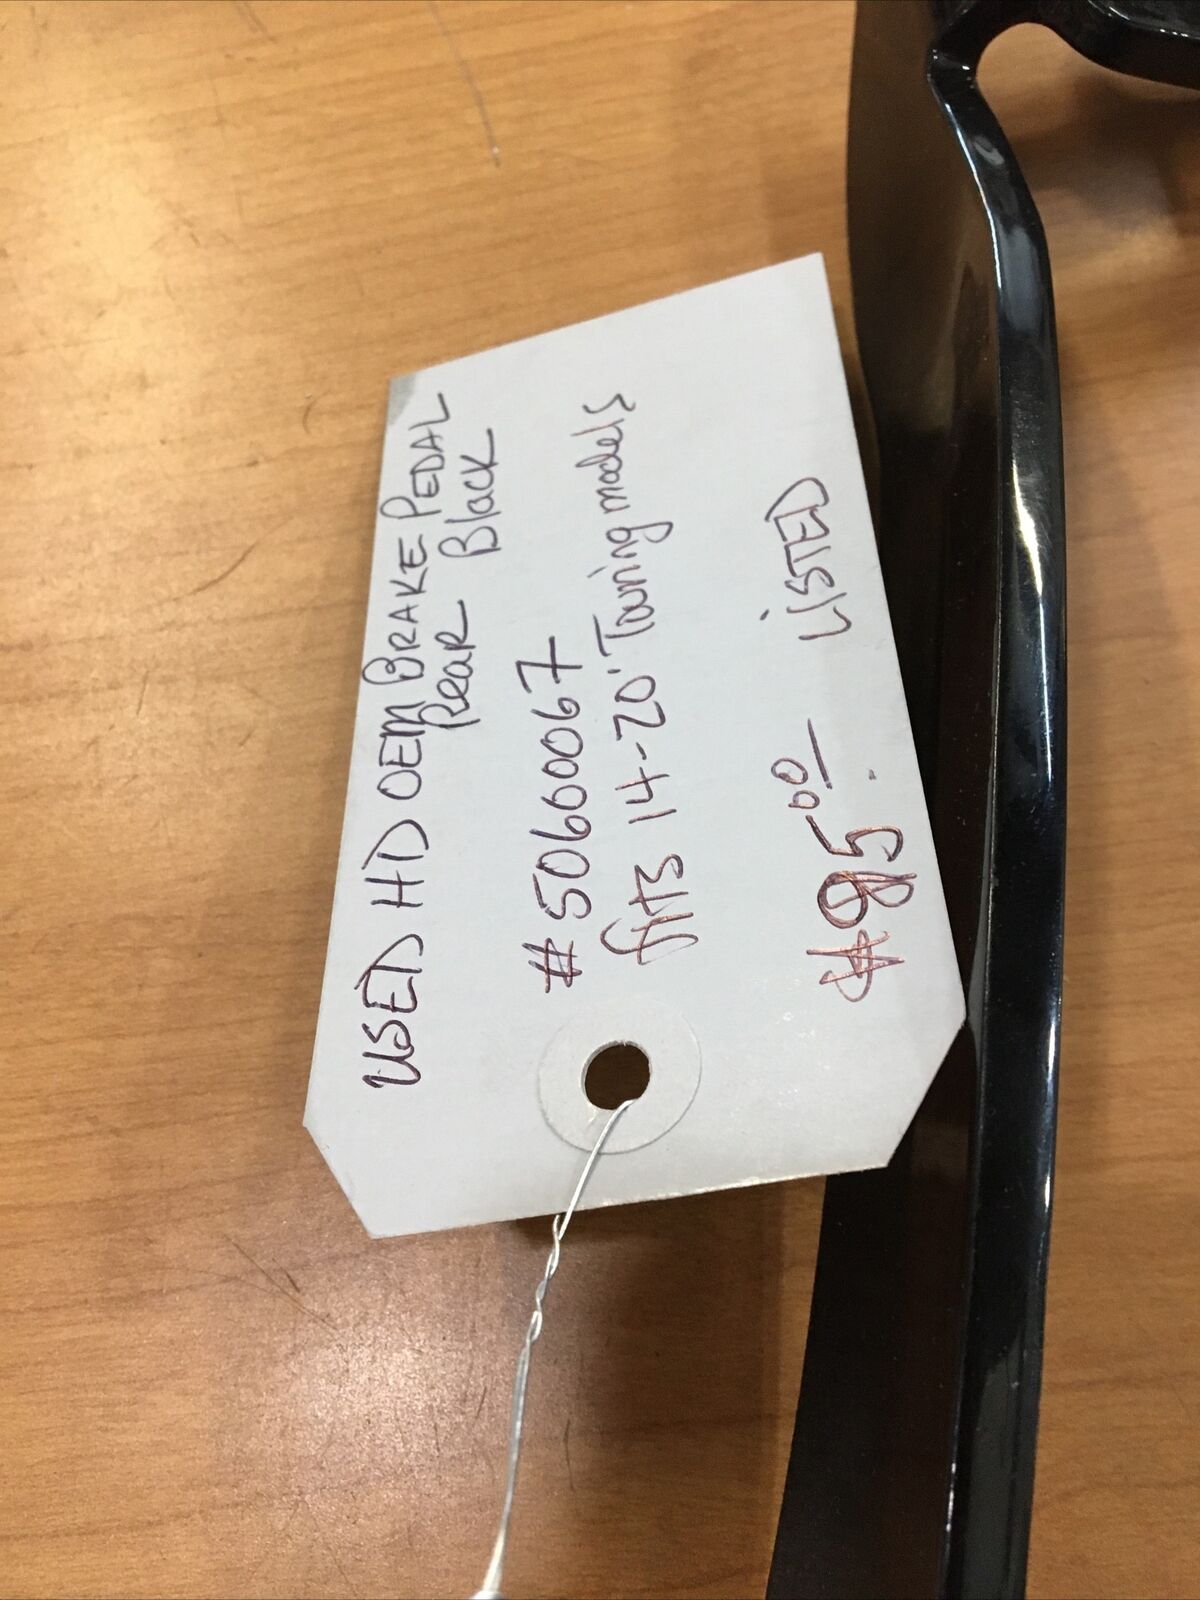 USED HD OEM BRAKE PEDAL
Rear Black
# 50600067
fits 14-20' Touring models
$85.00 LISTED